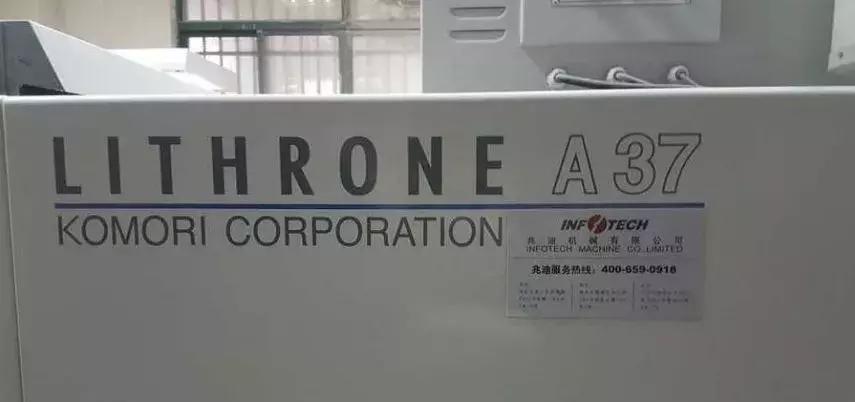 LITHRONE A37
KOMORI CORPORATION
INFOTECH
兆迪机械有限公司
INFOTECH MACHINE CO.,LIMITED
兆迪服务热线：400-659-0918